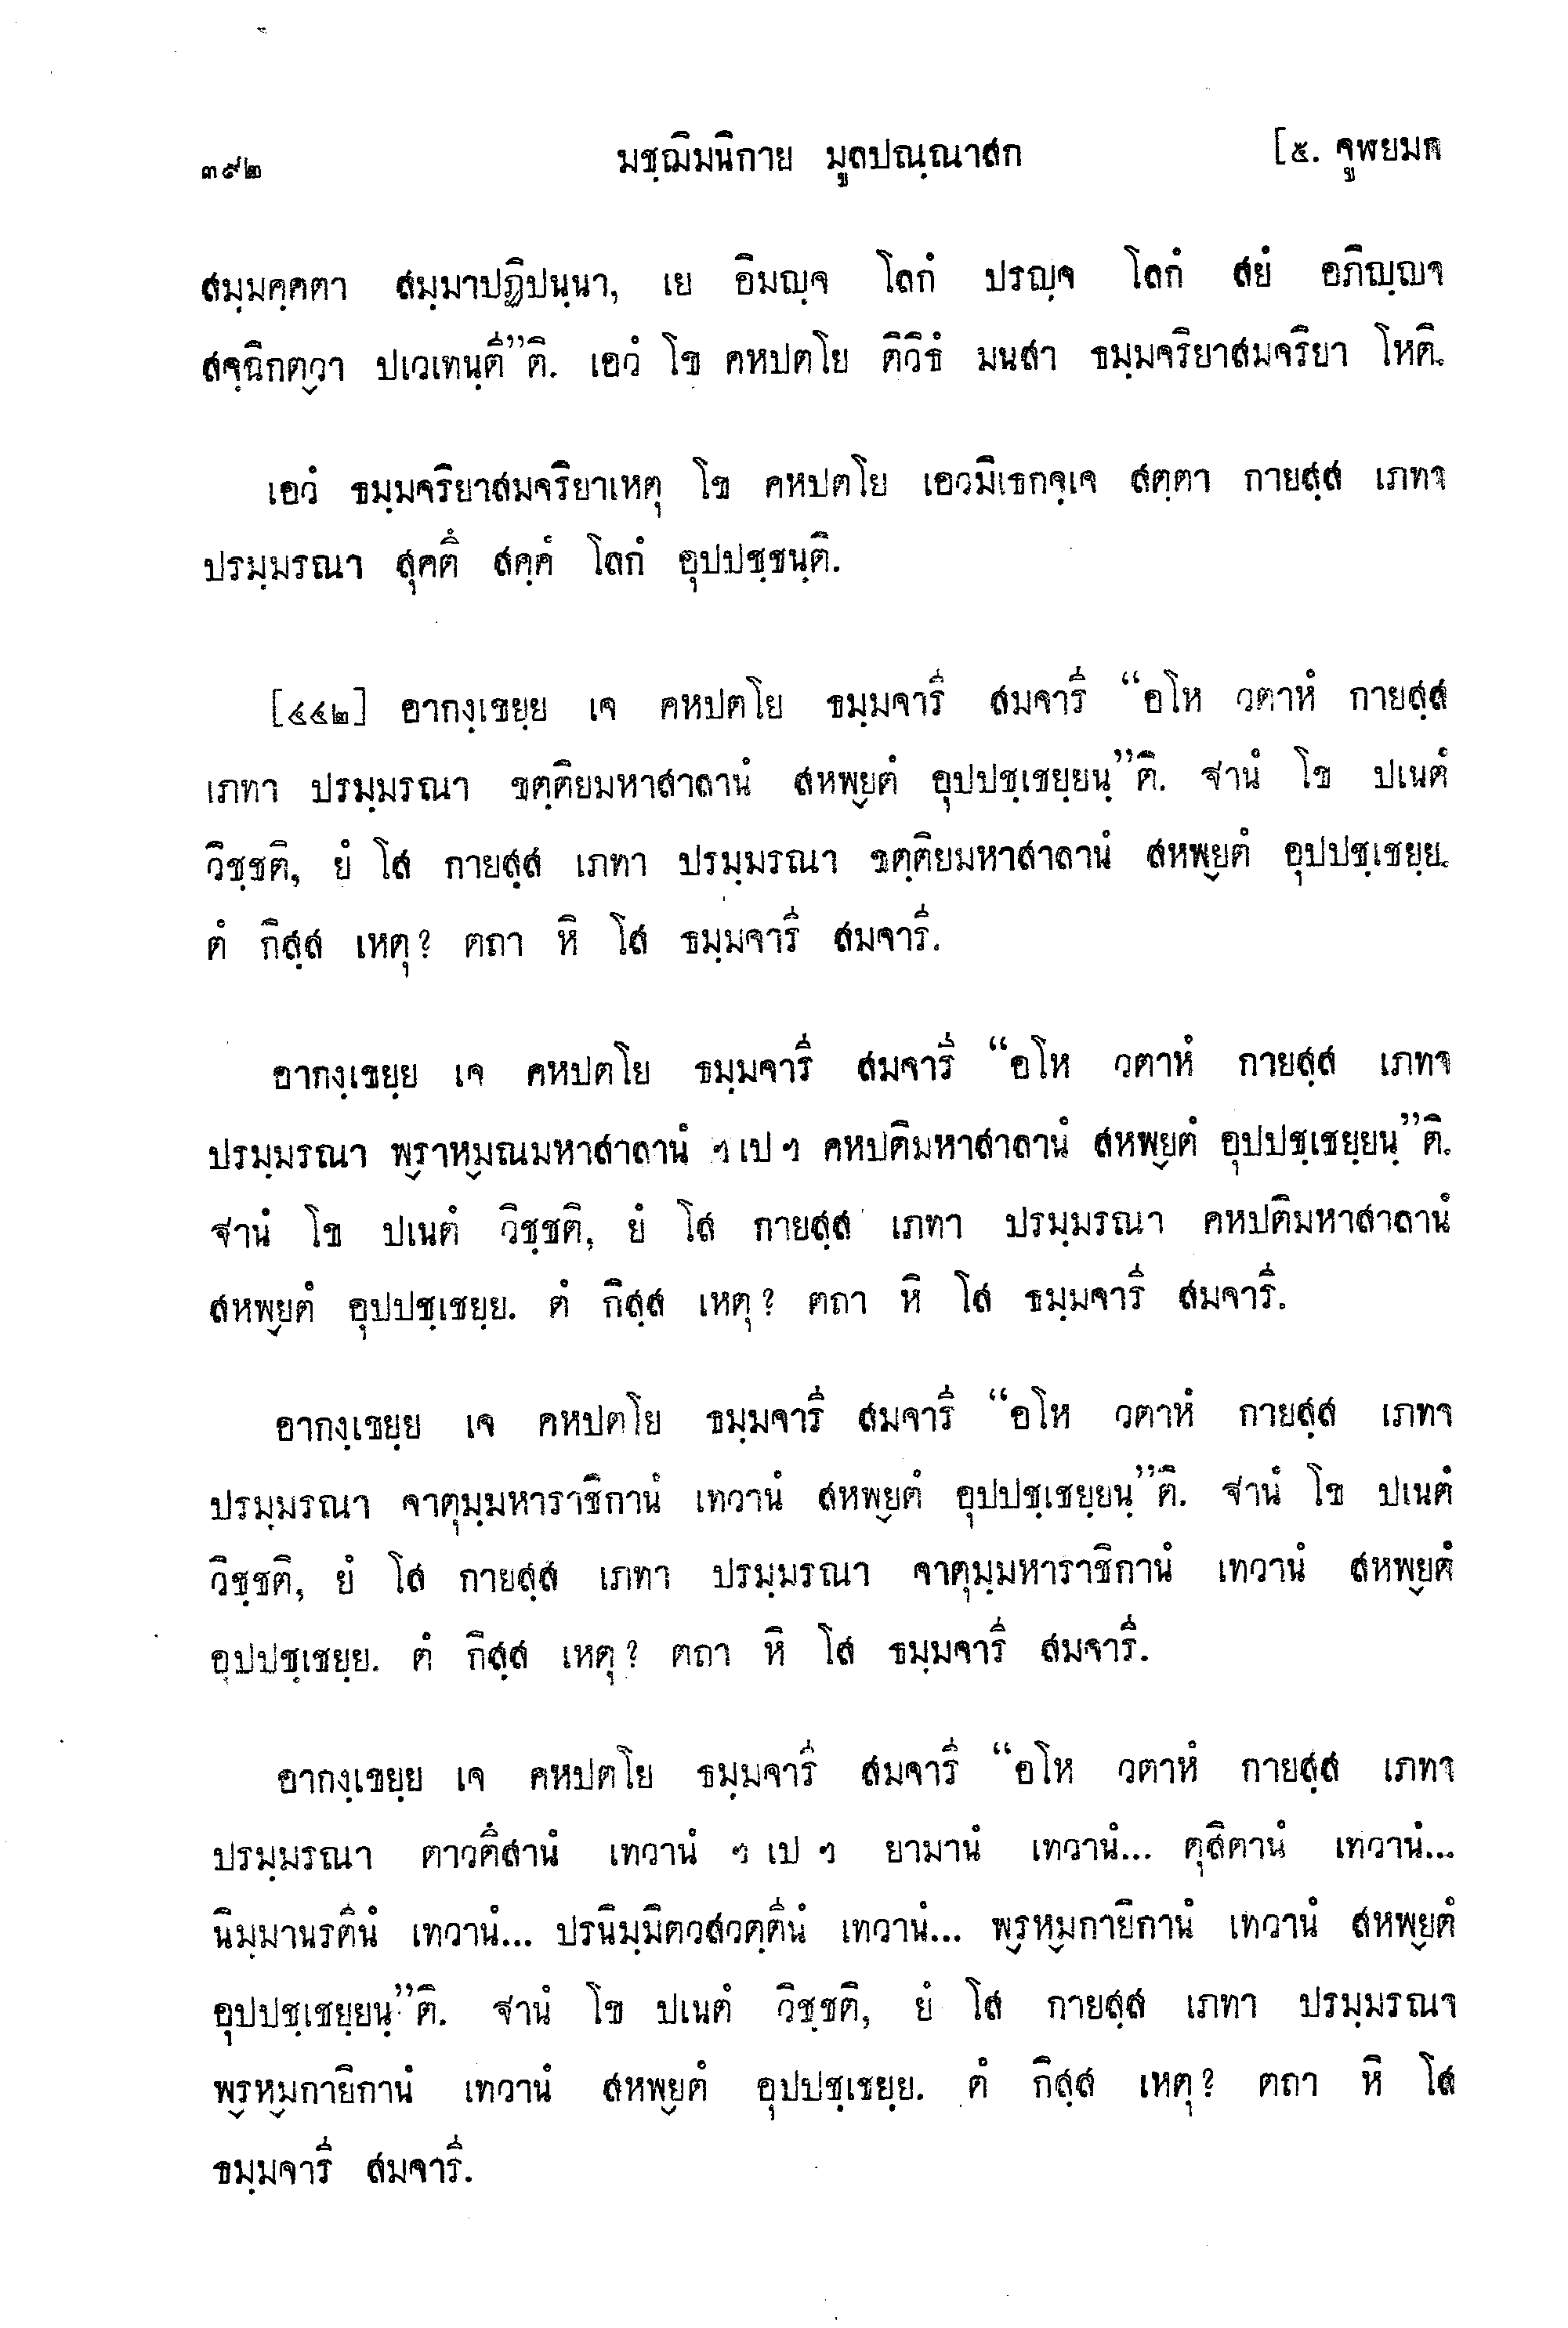 ๓๙๒ มชฺฌิมนิกาย มูลปณฺณาสก [๕. จูฬยมก
สมฺมคฺคตา สมฺมาปฏิปนฺนา, เย อิมญฺจ โลกํ ปรญฺจ โลกํ สยํ อภิญฺญา
สจฺฉิกตฺวา ปเวเทนฺตี”ติ. เอวํ โข คหปตโย ติวิธํ มนสา ธมฺมจริยาสมจริยา โหติ.
เอวํ ธมฺมจริยาสมจริยาเหตุ โข คหปตโย เอวมิเธกจฺเจ สตฺตา กายสฺส เภทา
ปรมฺมรณา สุคตึ สคฺคํ โลกํ อุปปชฺชนฺติ.
[๔๔๒] อากงฺเขยฺย เจ คหปตโย ธมฺมจารี สมจารี “อโห วตาหํ กายสฺส
เภทา ปรมฺมรณา ขตฺติยมหาสาลานํ สหพฺยตํ อุปปชฺเชยฺยนฺ”ติ. ฐานํ โข ปเนตํ
วิชฺชติ, ยํ โส กายสฺส เภทา ปรมฺมรณา ขตฺติยมหาสาลานํ สหพฺยตํ อุปปชฺเชยฺย.
ตํ กิสฺส เหตุ? ตถา หิ โส ธมฺมจารี สมจารี.
อากงฺเขยฺย เจ คหปตโย ธมฺมจารี สมจารี “อโห วตาหํ กายสฺส เภทา
ปรมฺมรณา พฺราหฺมณมหาสาลานํ ฯ เป ฯ คหปติมหาสาลานํ สหพฺยตํ อุปปชฺเชยฺยนฺ”ติ.
ฐานํ โข ปเนตํ วิชฺชติ, ยํ โส กายสฺส เภทา ปรมฺมรณา คหปติมหาสาลานํ
สหพฺยตํ อุปปชฺเชยฺย. ตํ กิสฺส เหตุ? ตถา หิ โส ธมฺมจารี สมจารี.
อากงฺเขยฺย เจ คหปตโย ธมฺมจารี สมจารี “อโห วตาหํ กายสฺส เภทา
ปรมฺมรณา จาตุมฺมหาราชิกานํ เทวานํ สหพฺยตํ อุปปชฺเชยฺยนฺ”ติ. ฐานํ โข ปเนตํ
วิชฺชติ, ยํ โส กายสฺส เภทา ปรมฺมรณา จาตุมฺมหาราชิกานํ เทวานํ สหพฺยตํ
อุปปชฺเชยฺย. ตํ กิสฺส เหตุ? ตถา หิ โส ธมฺมจารี สมจารี.
อากงฺเขยฺย เจ คหปตโย ธมฺมจารี สมจารี “อโห วตาหํ กายสฺส เภทา
ปรมฺมรณา ตาวตึสานํ เทวานํ ฯ เป ฯ ยามานํ เทวานํ... ตุสิตานํ เทวานํ...
นิมฺมานรตีนํ เทวานํ... ปรนิมฺมิตวสวตฺตีนํ เทวานํ... พฺรหฺมกายิกานํ เทวานํ สหพฺยตํ
อุปปชฺเชยฺยนฺ”ติ. ฐานํ โข ปเนตํ วิชฺชติ, ยํ โส กายสฺส เภทา ปรมฺมรณา
พฺรหฺมกายิกานํ เทวานํ สหพฺยตํ อุปปชฺเชยฺย. ตํ กิสฺส เหตุ? ตถา หิ โส
ธมฺมจารี สมจารี.